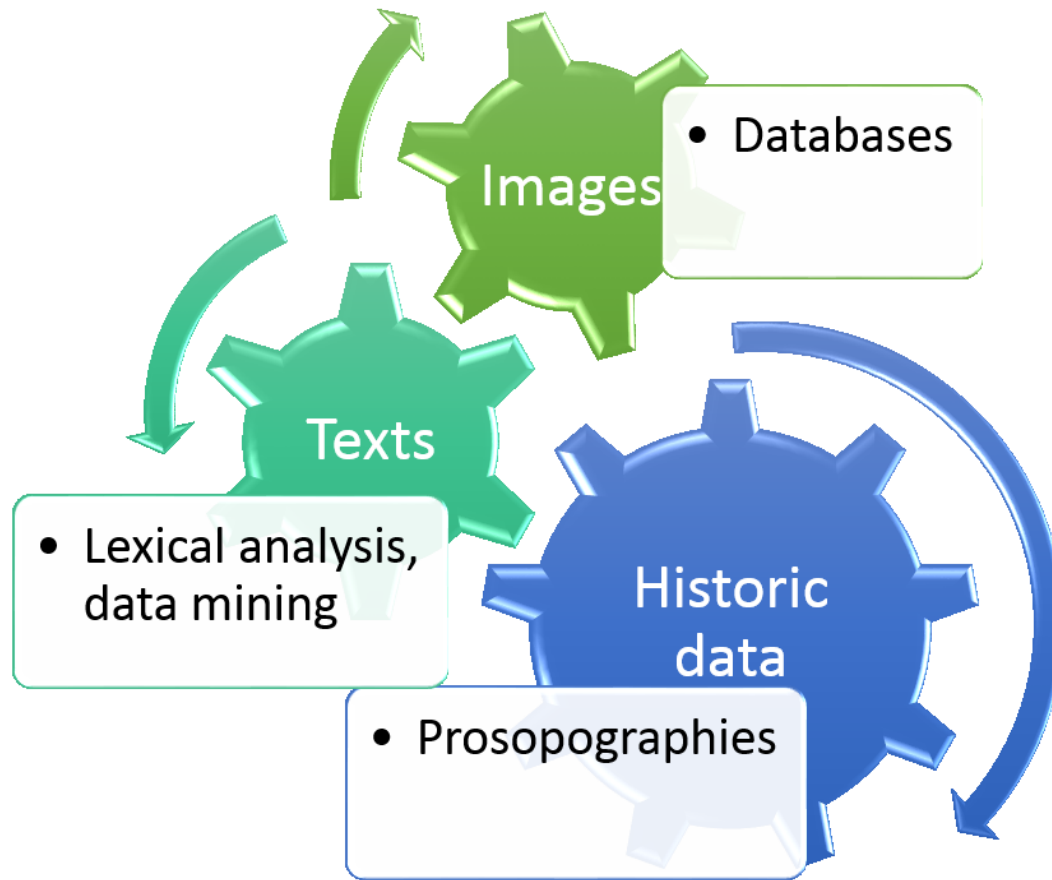 Images
• Databases
Texts
• Lexical analysis,
data mining
Historic
data
• Prosopographies